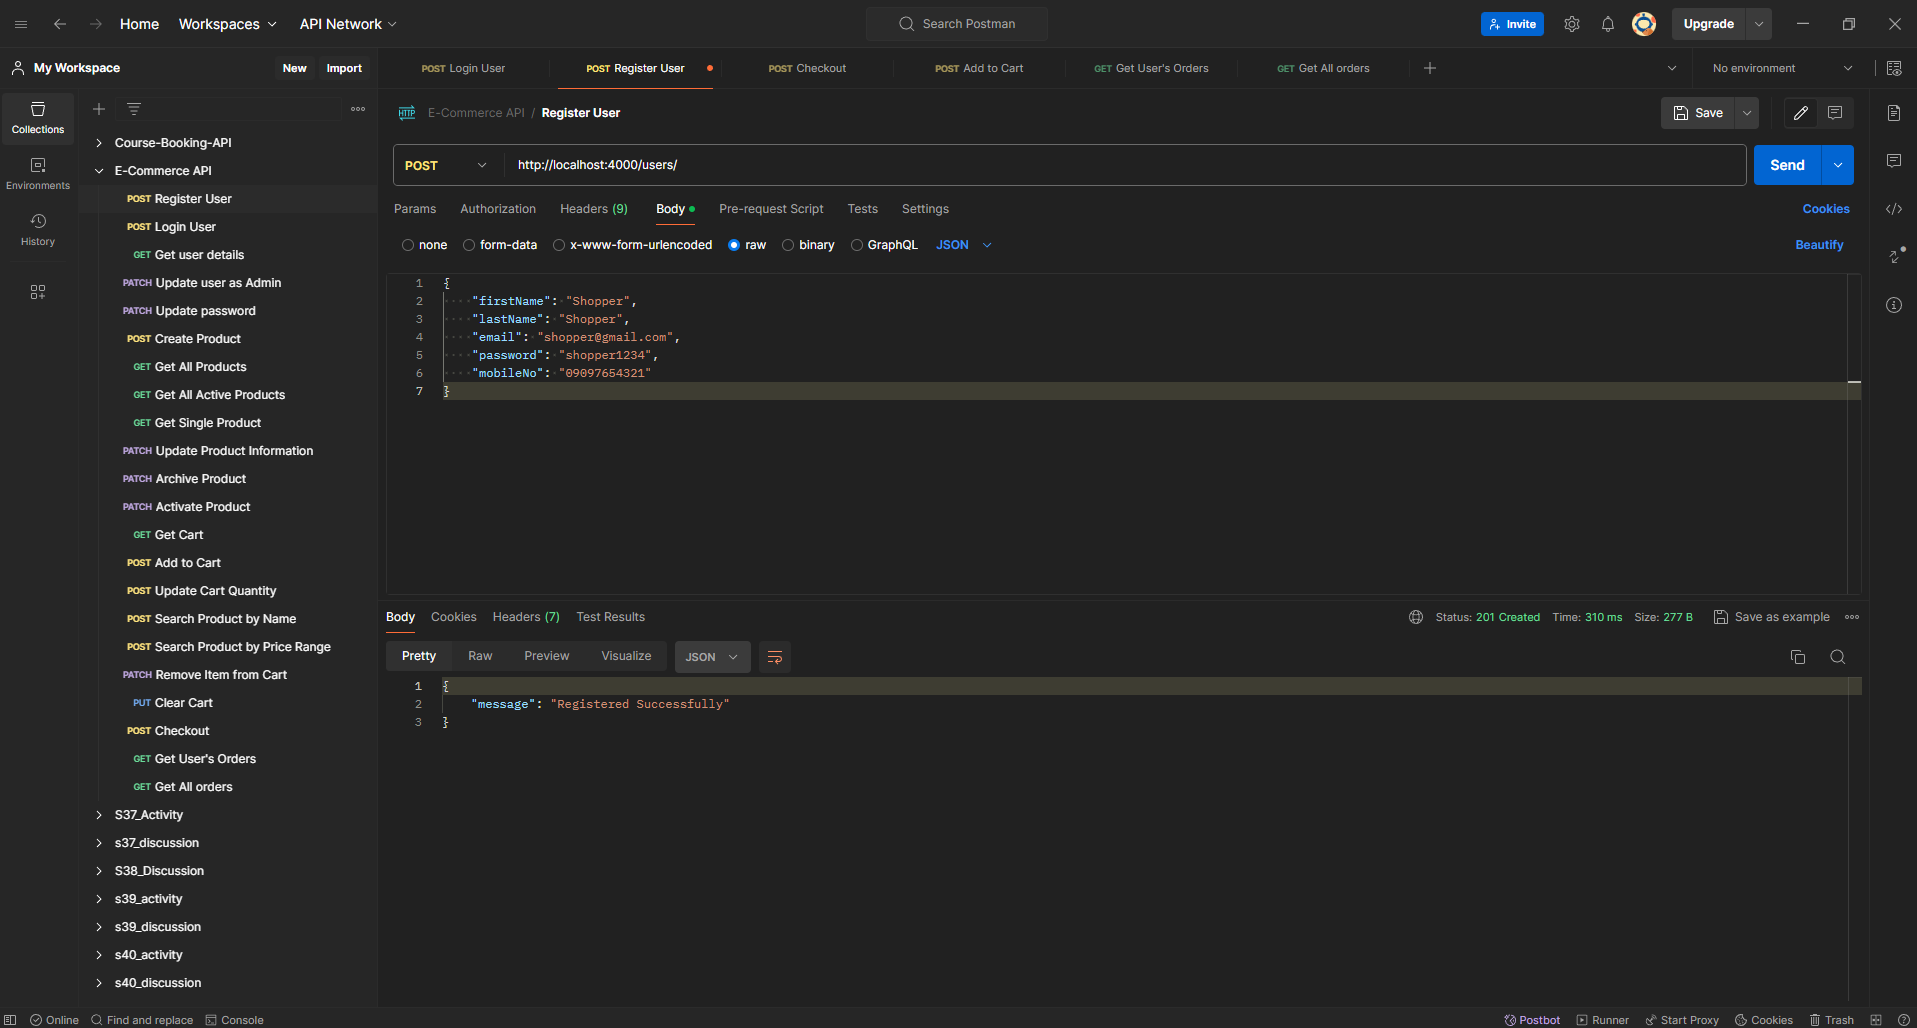 Home Workspaces API Network Search Postman Invite Upgrade
My Workspace New Import POST Login User POST Register User POST Checkout POST Add to Cart GET Get User's Orders GET Get All orders No environment
Collections
Environments
History
Course-Booking-API
E-Commerce API
POST Register User
POST Login User
GET Get user details
PATCH Update user as Admin
PATCH Update password
POST Create Product
GET Get All Products
GET Get All Active Products
GET Get Single Product
PATCH Update Product Information
PATCH Archive Product
PATCH Activate Product
GET Get Cart
POST Add to Cart
POST Update Cart Quantity
POST Search Product by Name
POST Search Product by Price Range
PATCH Remove Item from Cart
PUT Clear Cart
POST Checkout
GET Get User's Orders
GET Get All orders
S37_Activity
s37_discussion
S38_Discussion
s39_activity
s39_discussion
s40_activity
s40_discussion
HTTP E-Commerce API / Register User Save
POST http://localhost:4000/users/ Send
Params Authorization Headers (9) Body Pre-request Script Tests Settings Cookies
none form-data x-www-form-urlencoded raw binary GraphQL JSON Beautify
1 {
2 "firstName": "Shopper",
3 "lastName": "Shopper",
4 "email": "shopper@gmail.com",
5 "password": "shopper1234",
6 "mobileNo": "09097654321"
7 }
Body Cookies Headers (7) Test Results Status: 201 Created Time: 310 ms Size: 277 B Save as example
Pretty Raw Preview Visualize JSON
1 {
2 "message": "Registered Successfully"
3 }
Online Find and replace Console Postbot Runner Start Proxy Cookies Trash